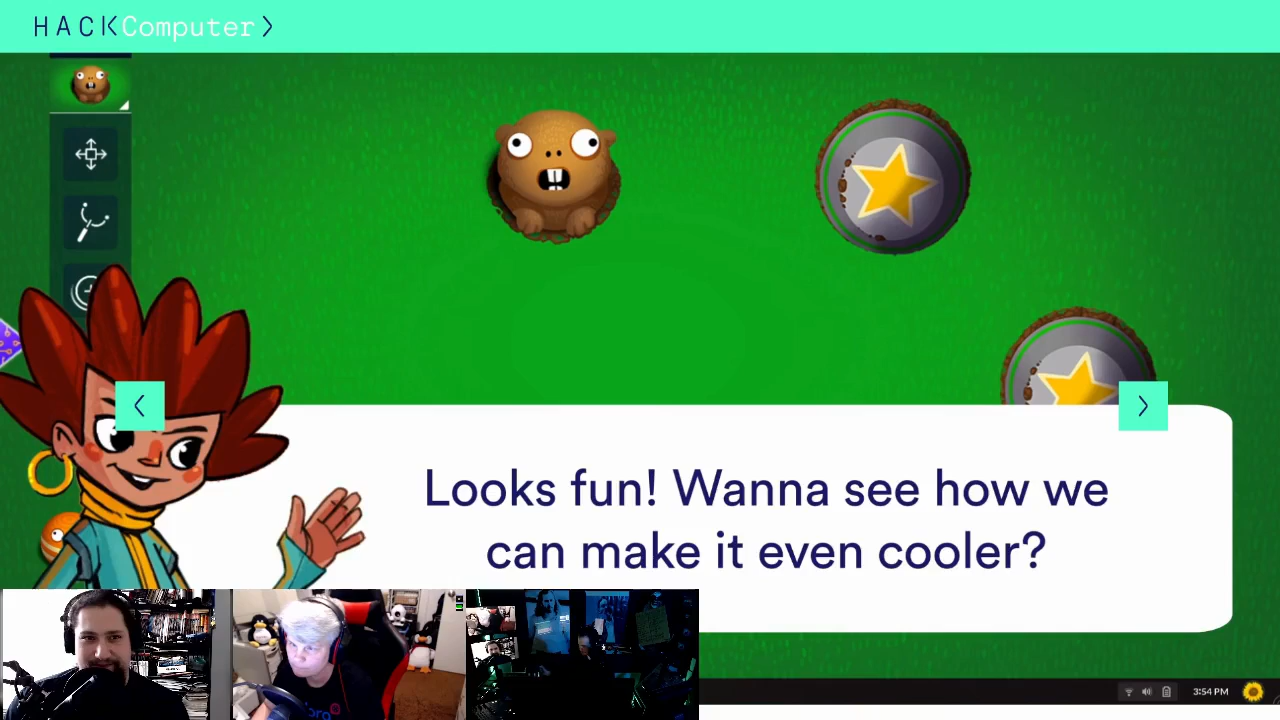 HACKComputer>
Looks fun! Wanna see how we
can make it even cooler?
3:54 PM